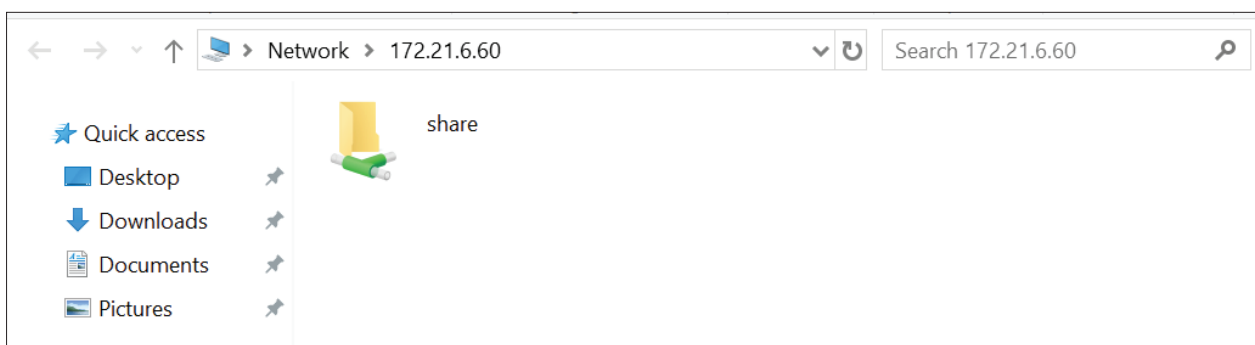 Network 172.21.6.60
Search 172.21.6.60
Quick access
share
Desktop
Downloads
Documents
Pictures